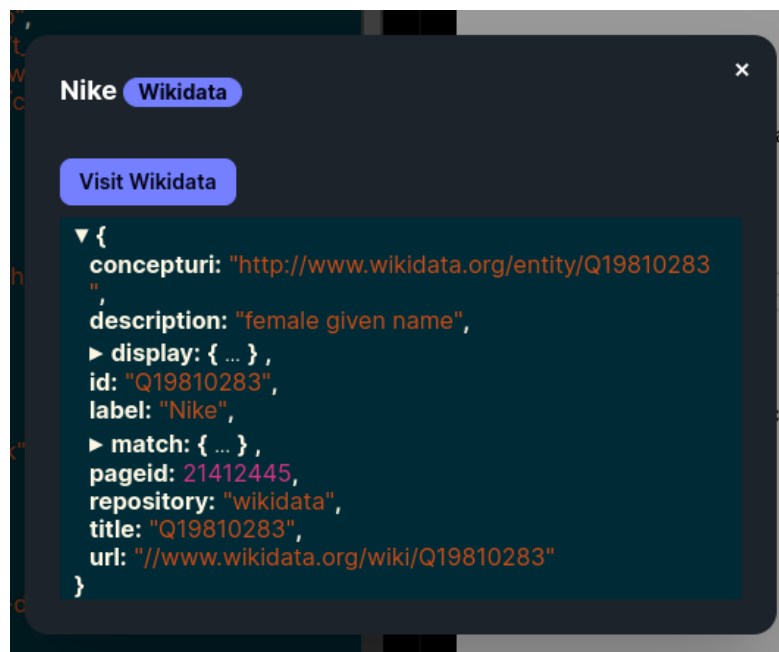 ×
Nike Wikidata
Visit Wikidata
▼ {
concepturi: "http://www.wikidata.org/entity/Q19810283
",
description: "female given name",
▶ display: { ... } ,
id: "Q19810283",
label: "Nike",
▶ match: { ... } ,
pageid: 21412445,
repository: "wikidata",
title: "Q19810283",
url: "//www.wikidata.org/wiki/Q19810283"
}